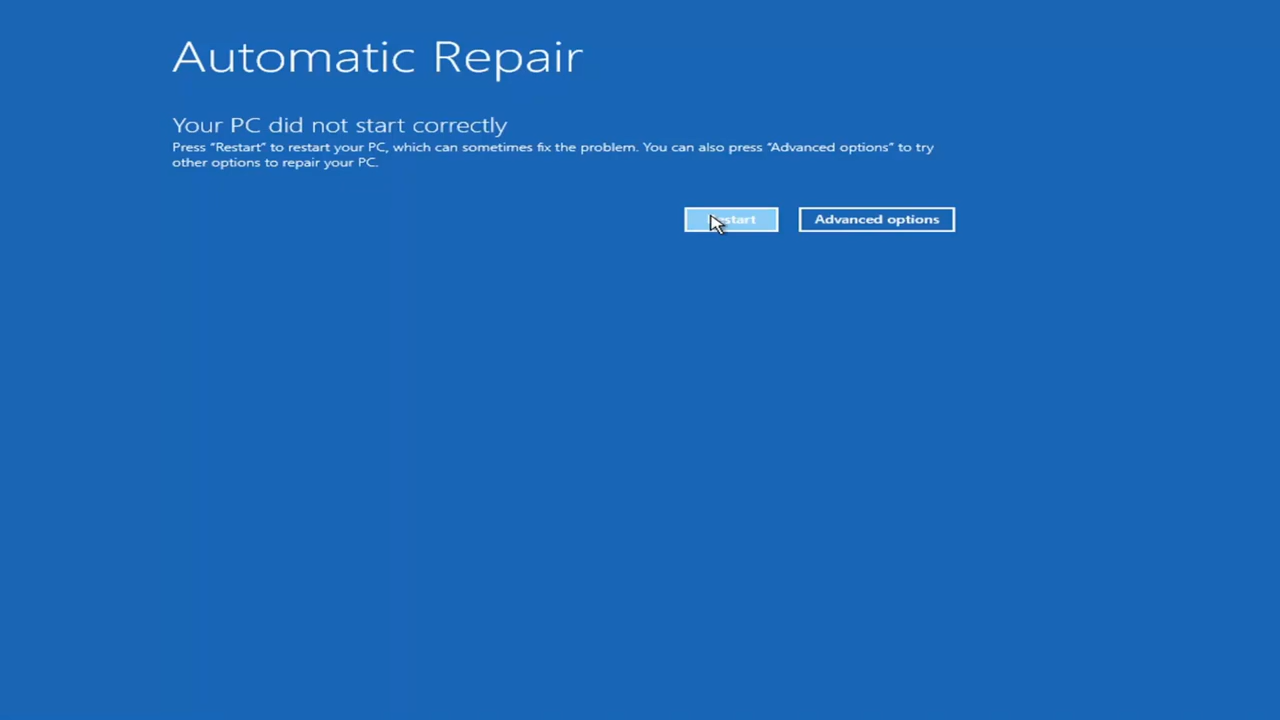 Automatic Repair
Your PC did not start correctly
Press “Restart” to restart your PC, which can sometimes fix the problem. You can also press “Advanced options” to try
other options to repair your PC.
Restart Advanced options